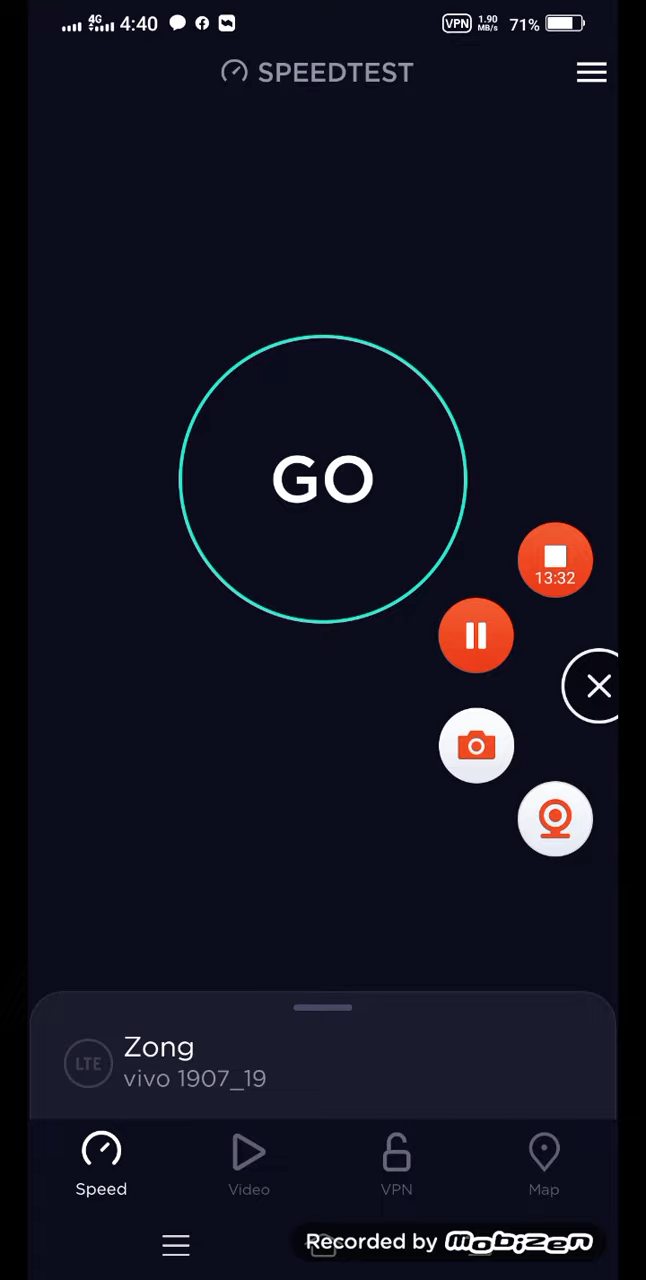 4G 4:40 VPN 1.90 MB/s 71%
SPEEDTEST
GO
13:32
LTE
Zong
vivo 1907_19
Speed Video VPN Map
Recorded by mobizen